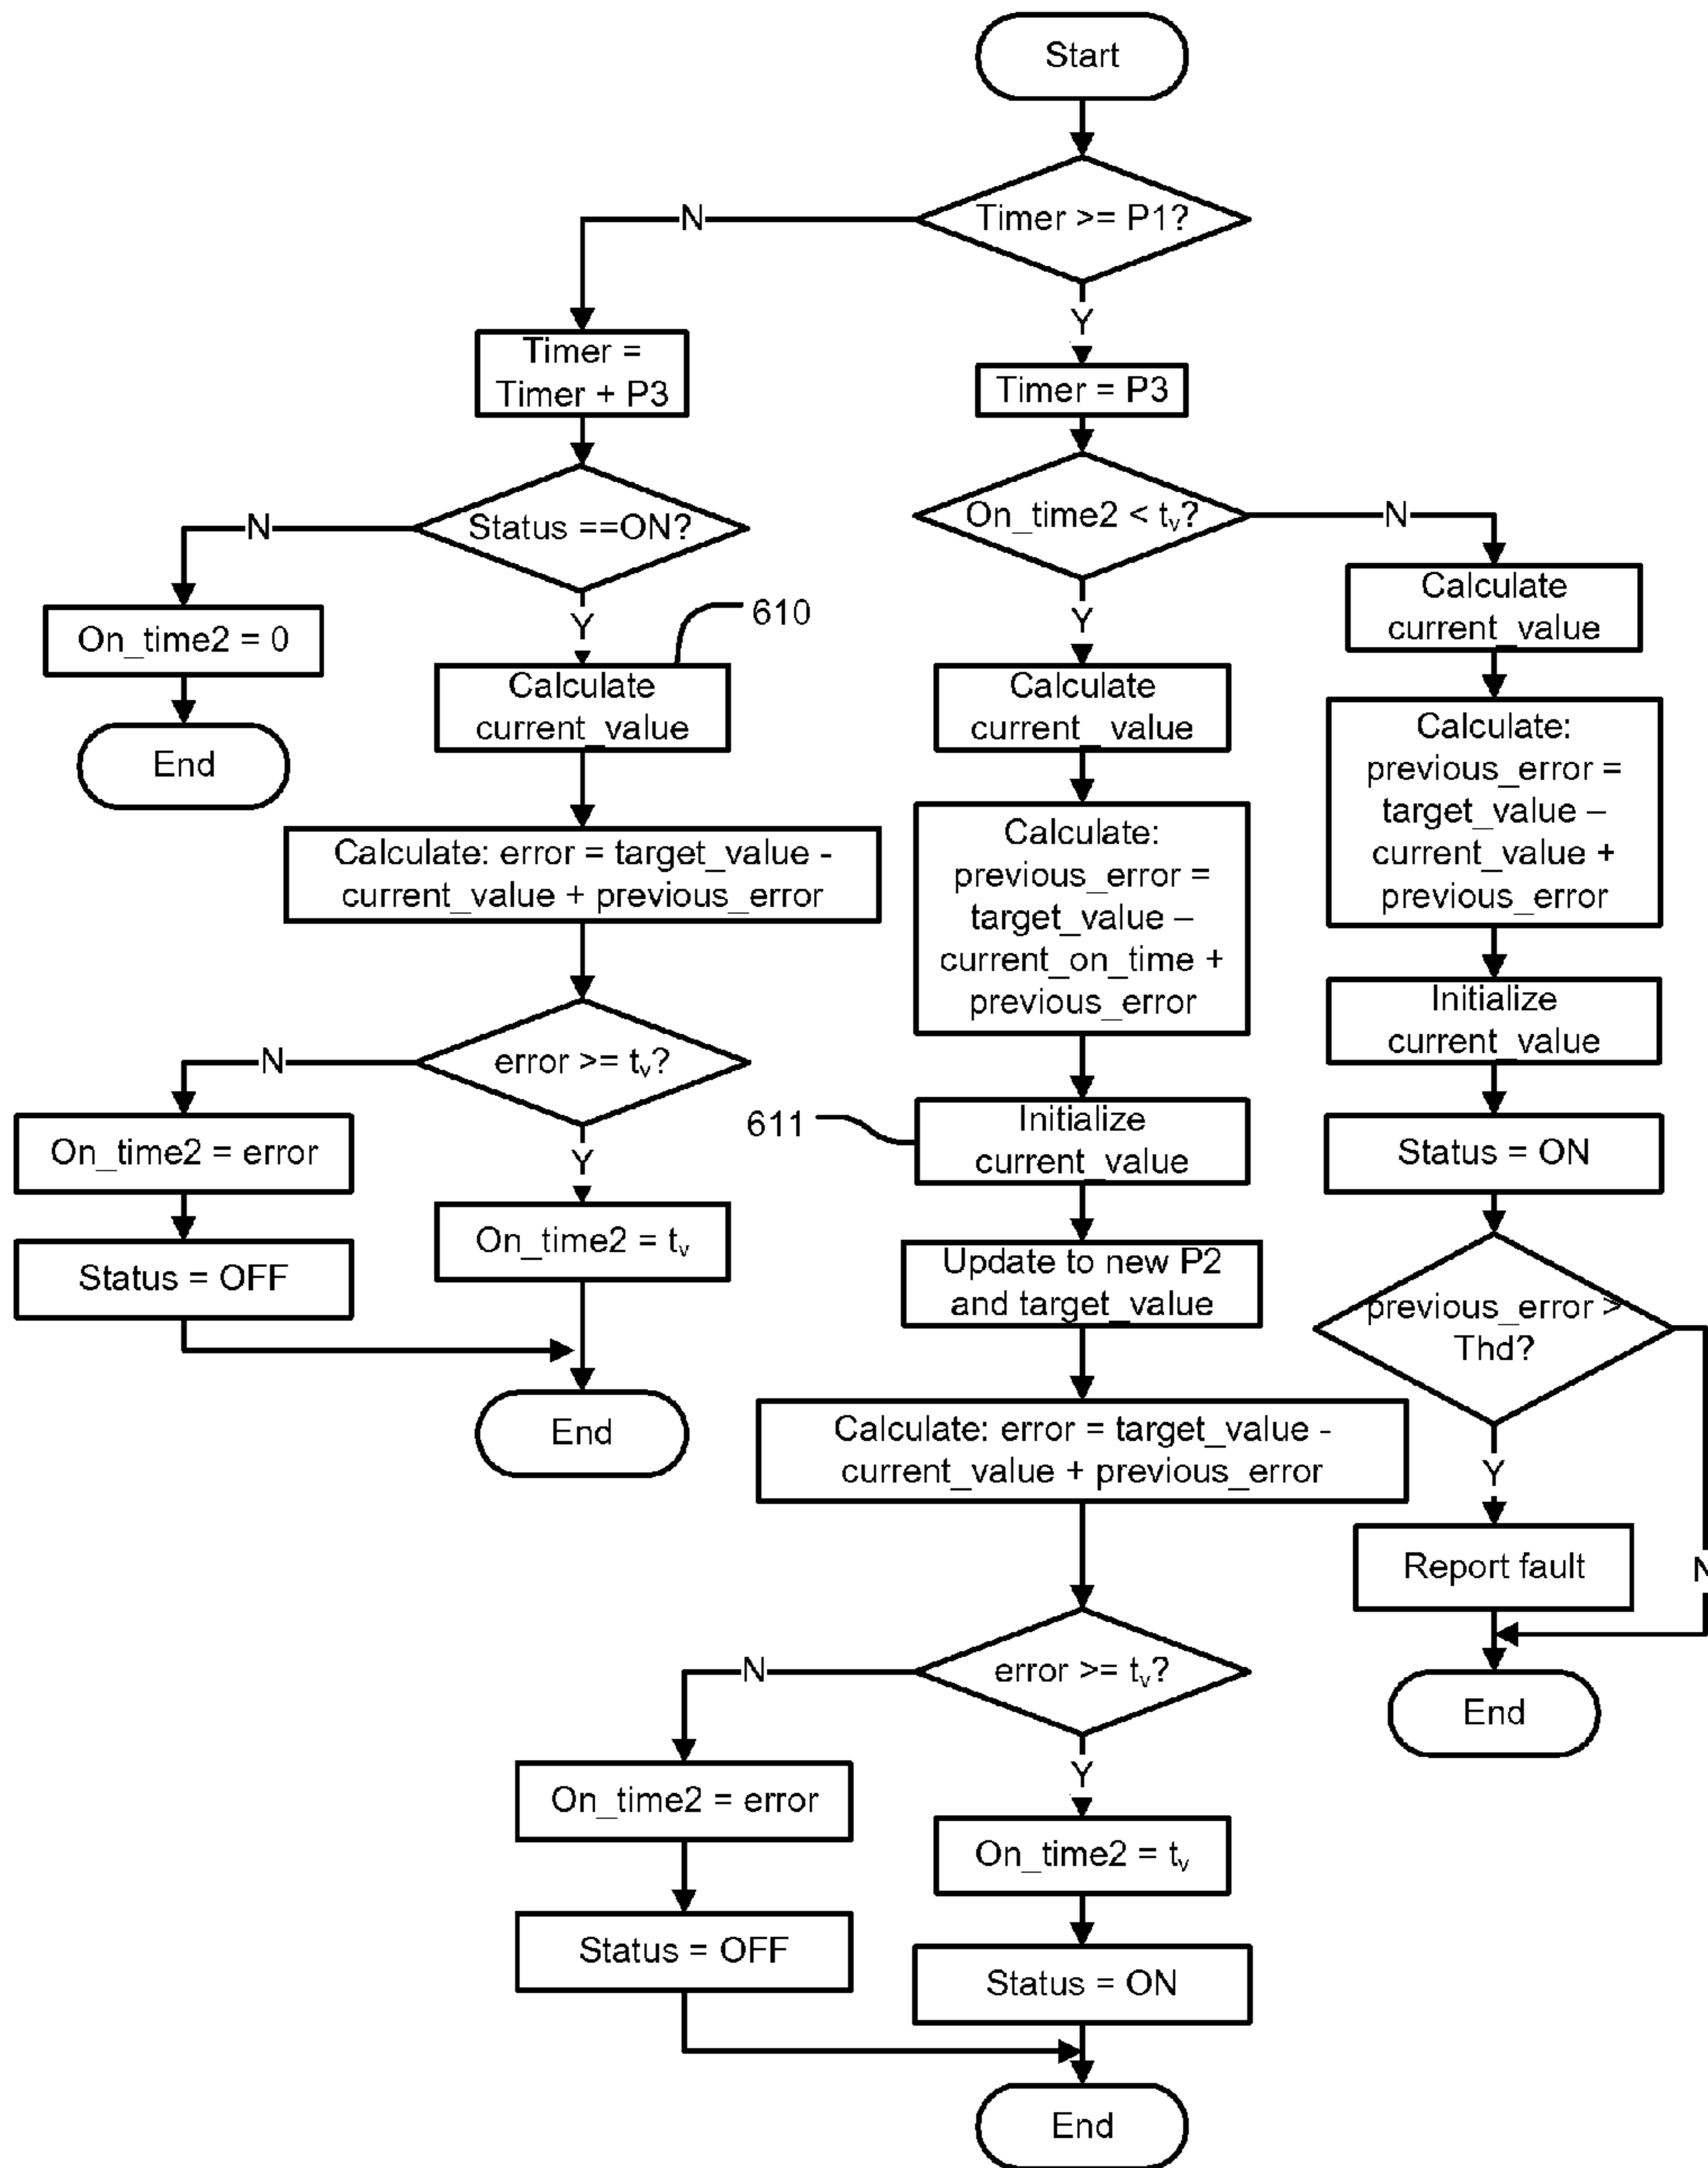 Start
Timer >= P1?
N
Y
Timer =
Timer + P3
Timer = P3
Status ==ON?
N
Y
On_time2 < tᵥ?
N
Y
On_time2 = 0
End
610
Calculate
current_value
Calculate: error = target_value -
current_value + previous_error
error >= tᵥ?
N
Y
On_time2 = error
Status = OFF
On_time2 = tᵥ
End
Calculate
current_ value
Calculate:
previous_error =
target_value –
current_on_time +
previous_error
611
Initialize
current_value
Update to new P2
and target_value
Calculate: error = target_value -
current_value + previous_error
error >= tᵥ?
N
Y
On_time2 = error
Status = OFF
On_time2 = tᵥ
Status = ON
End
Calculate
current_value
Calculate:
previous_error =
target_value –
current_value +
previous_error
Initialize
current_value
Status = ON
previous_error >
Thd?
Y
N
Report fault
End